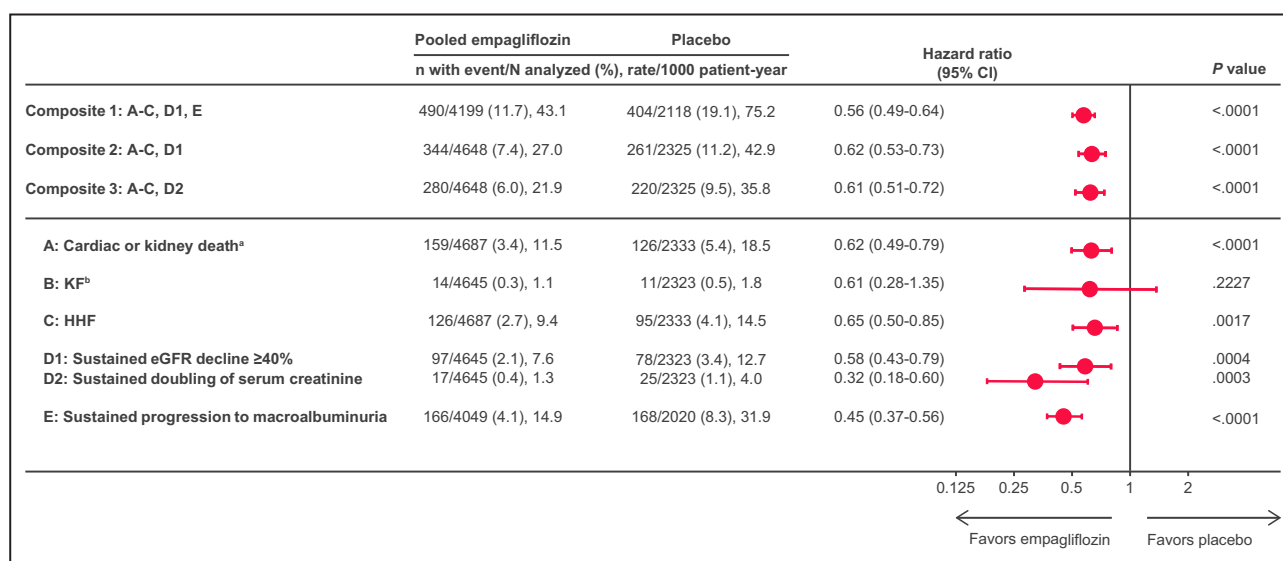 Pooled empagliflozin Placebo Hazard ratio
n with event/N analyzed (%), rate/1000 patient-year (95% CI) P value
Composite 1: A-C, D1, E 490/4199 (11.7), 43.1 404/2118 (19.1), 75.2 0.56 (0.49-0.64) <.0001
Composite 2: A-C, D1 344/4648 (7.4), 27.0 261/2325 (11.2), 42.9 0.62 (0.53-0.73) <.0001
Composite 3: A-C, D2 280/4648 (6.0), 21.9 220/2325 (9.5), 35.8 0.61 (0.51-0.72) <.0001
A: Cardiac or kidney deathᵃ 159/4687 (3.4), 11.5 126/2333 (5.4), 18.5 0.62 (0.49-0.79) <.0001
B: KFᵇ 14/4645 (0.3), 1.1 11/2323 (0.5), 1.8 0.61 (0.28-1.35) .2227
C: HHF 126/4687 (2.7), 9.4 95/2333 (4.1), 14.5 0.65 (0.50-0.85) .0017
D1: Sustained eGFR decline ≥40% 97/4645 (2.1), 7.6 78/2323 (3.4), 12.7 0.58 (0.43-0.79) .0004
D2: Sustained doubling of serum creatinine 17/4645 (0.4), 1.3 25/2323 (1.1), 4.0 0.32 (0.18-0.60) .0003
E: Sustained progression to macroalbuminuria 166/4049 (4.1), 14.9 168/2020 (8.3), 31.9 0.45 (0.37-0.56) <.0001
0.125 0.25 0.5 1 2
Favors empagliflozin Favors placebo